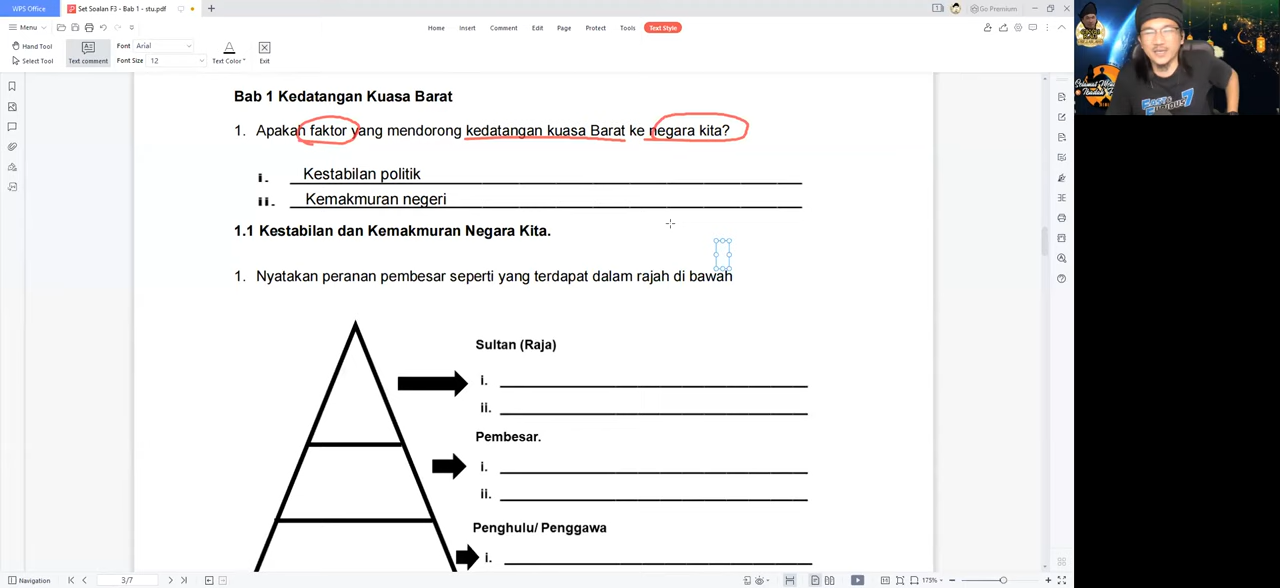 WPS Office
Set Soalan F3 - Bab 1 - stu.pdf
Go Premium
Menu
Home
Insert
Comment
Edit
Page
Protect
Tools
Text Style
Hand Tool
Select Tool
Text comment
Font Arial
Font Size 12
Text Color
Exit
Bab 1 Kedatangan Kuasa Barat
1. Apakah faktor yang mendorong kedatangan kuasa Barat ke negara kita?
i. Kestabilan politik
ii. Kemakmuran negeri
1.1 Kestabilan dan Kemakmuran Negara Kita.
1. Nyatakan peranan pembesar seperti yang terdapat dalam rajah di bawah
Sultan (Raja)
i.
ii.
Pembesar.
i.
ii.
Penghulu/ Penggawa
i.
Navigation
3/7
175%